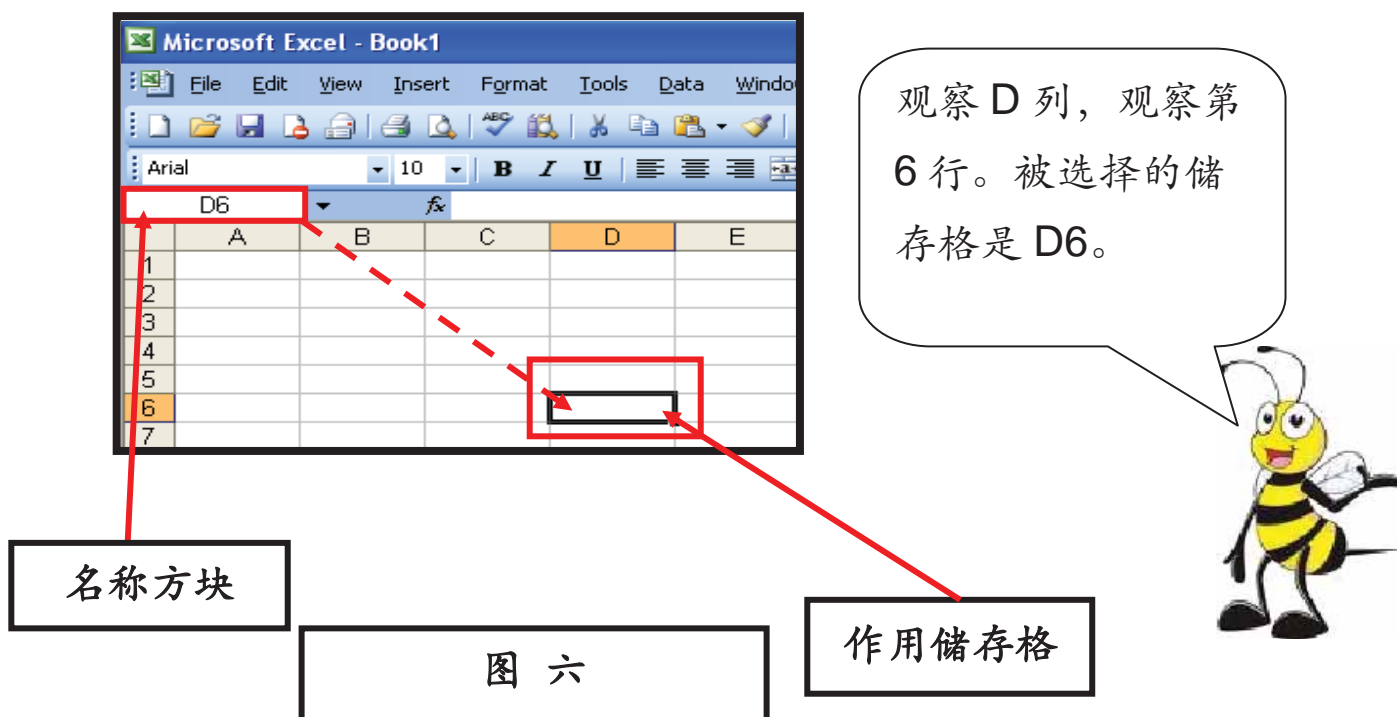 Microsoft Excel - Book1
File Edit View Insert Format Tools Data Windo
ABC
Arial 10 B I U a
D6 fx
A B C D E
1
2
3
4
5
6
7
观察 D 列，观察第
6 行。被选择的储
存格是 D6。
名称方块
作用储存格
图 六